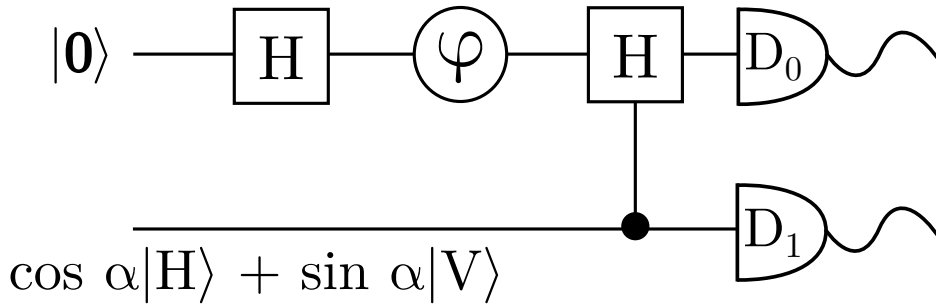 |0⟩ H φ H D₀
D₁
cos α|H⟩ + sin α|V⟩